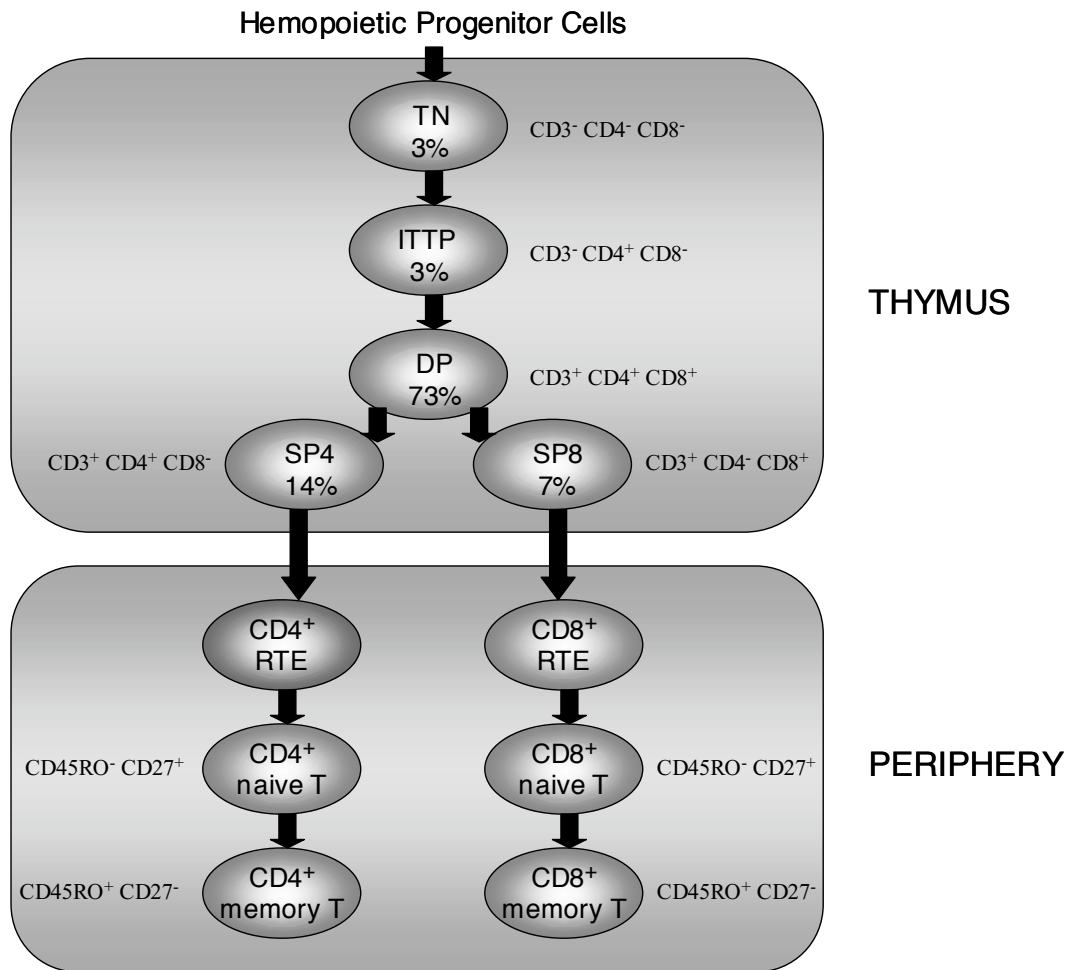 Hemopoietic Progenitor Cells
TN
3%
CD3⁻ CD4⁻ CD8⁻
ITTP
3%
CD3⁻ CD4⁺ CD8⁻
THYMUS
DP
73%
CD3⁺ CD4⁺ CD8⁺
CD3⁺ CD4⁺ CD8⁻
SP4
14%
SP8
7%
CD3⁺ CD4⁻ CD8⁺
CD4⁺
RTE
CD8⁺
RTE
CD45RO⁻ CD27⁺
CD4⁺
naive T
CD8⁺
naive T
CD45RO⁻ CD27⁺
PERIPHERY
CD45RO⁺ CD27⁻
CD4⁺
memory T
CD8⁺
memory T
CD45RO⁺ CD27⁻